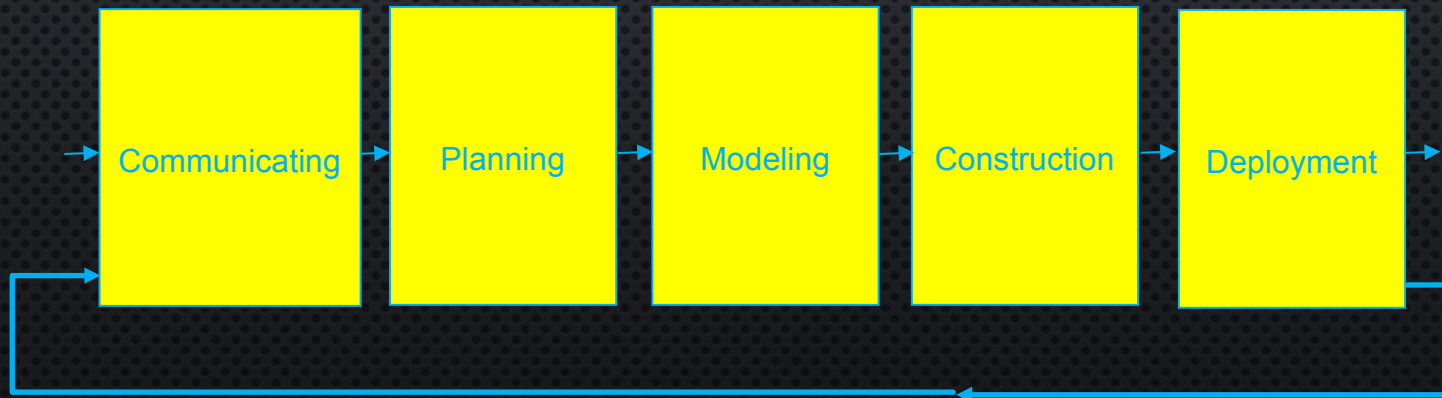 Communicating
Planning
Modeling
Construction
Deployment